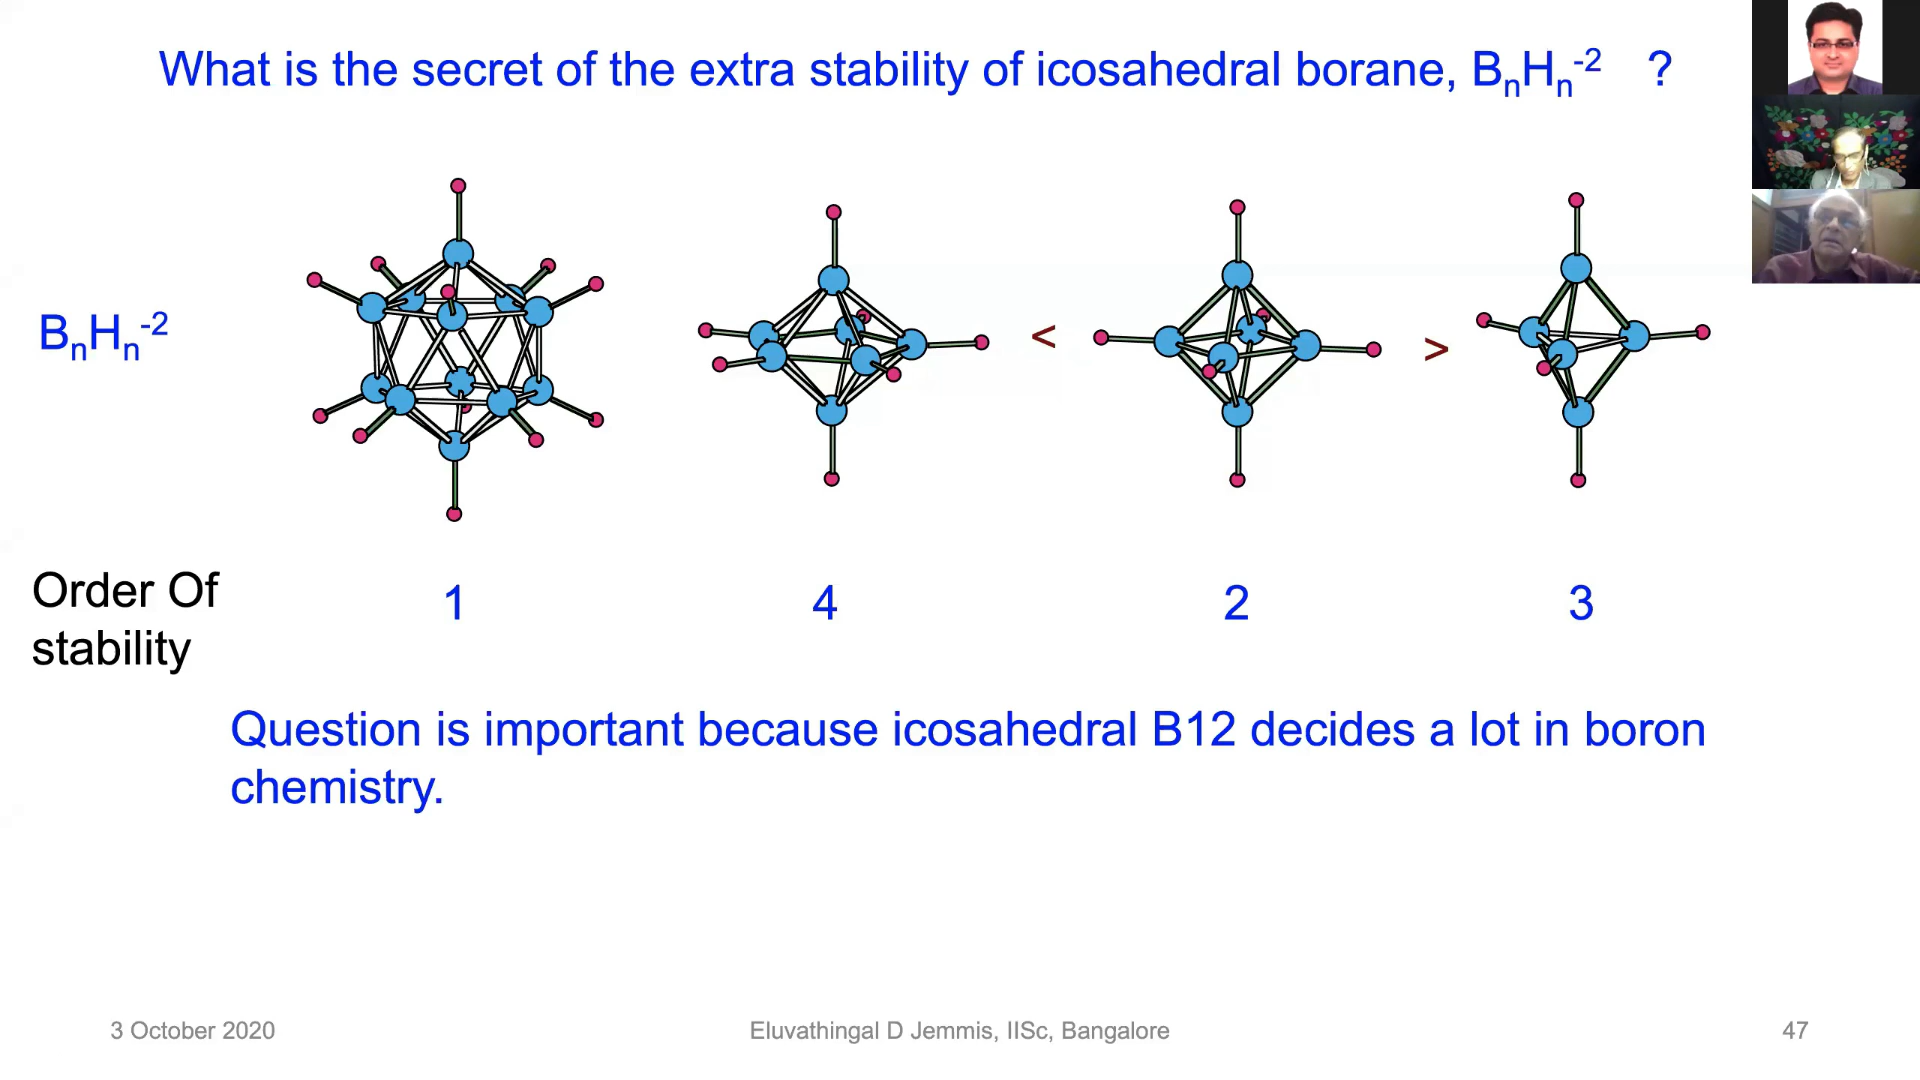 What is the secret of the extra stability of icosahedral borane, BnHn-2 ?
BnHn-2
< >
Order Of
stability
1 4 2 3
Question is important because icosahedral B12 decides a lot in boron
chemistry.
3 October 2020 Eluvathingal D Jemmis, IISc, Bangalore 47